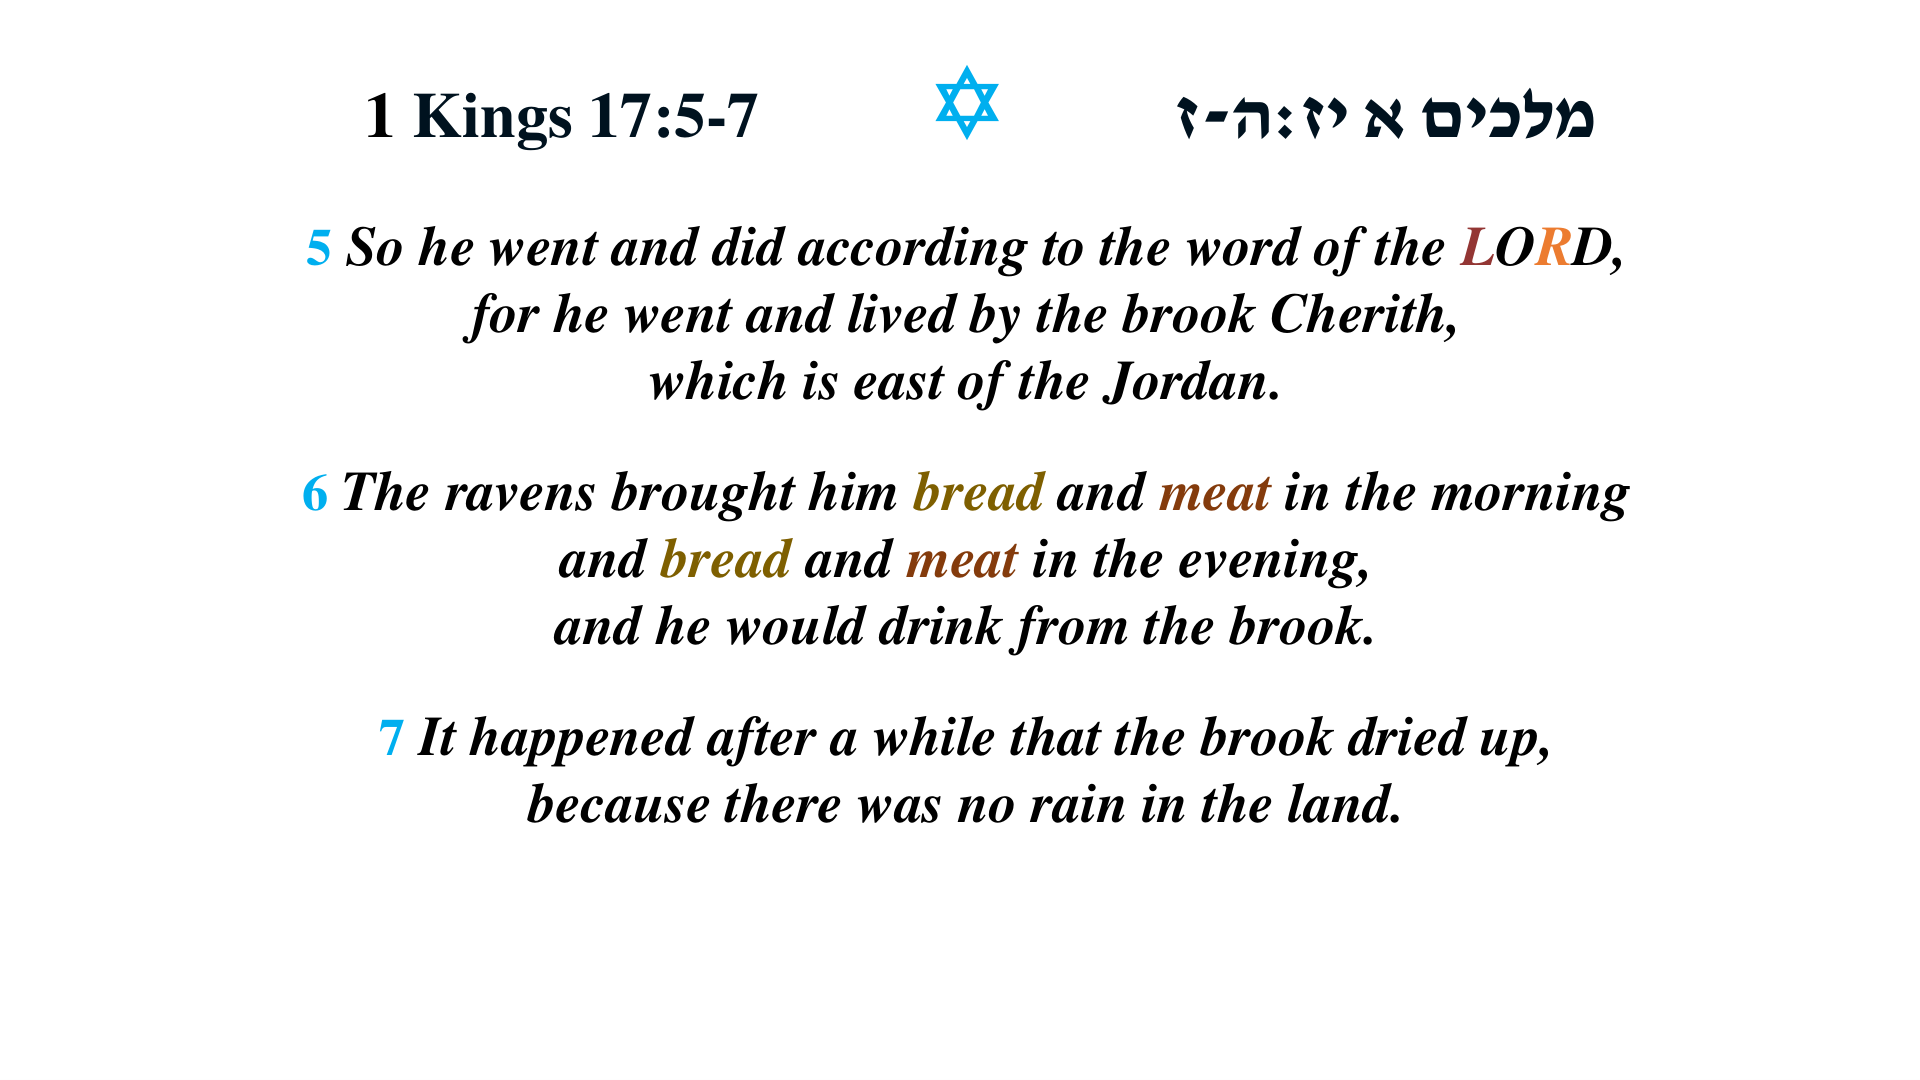 1 Kings 17:5-7 ✡ מלכים א יז:ה-ז
5 So he went and did according to the word of the LORD,
for he went and lived by the brook Cherith,
which is east of the Jordan.
6 The ravens brought him bread and meat in the morning
and bread and meat in the evening,
and he would drink from the brook.
7 It happened after a while that the brook dried up,
because there was no rain in the land.